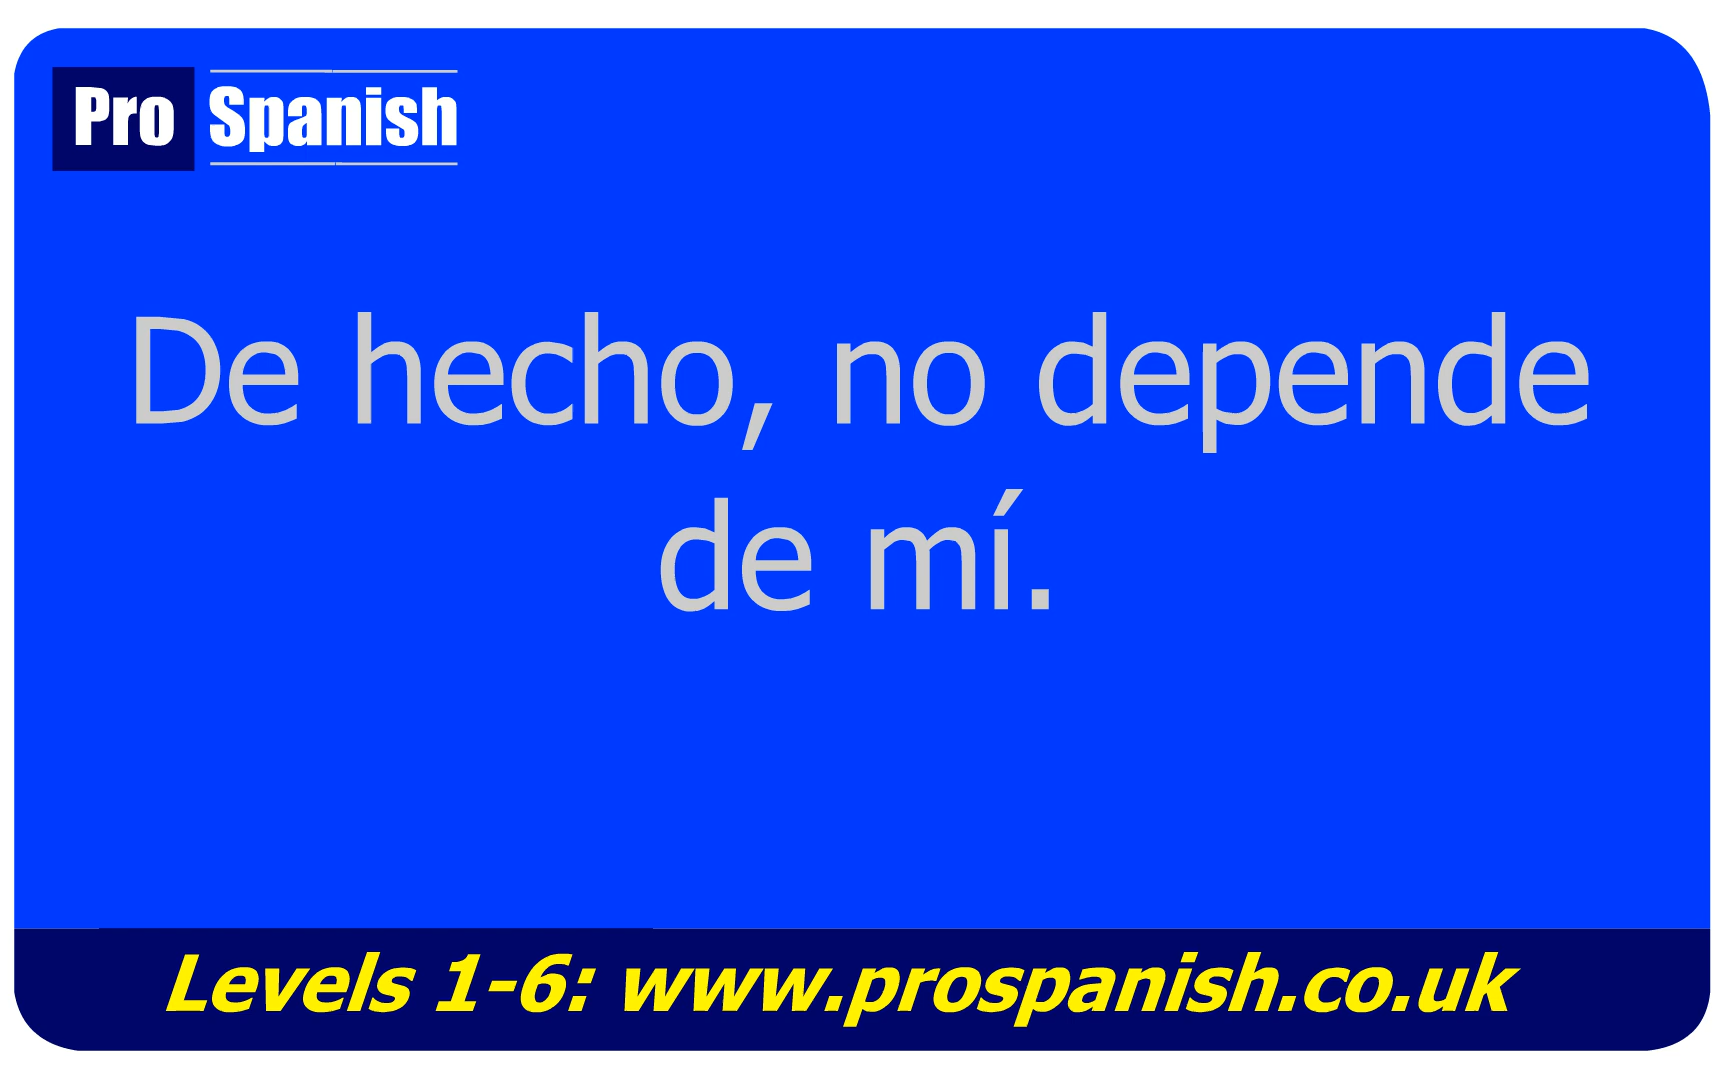 Pro Spanish
De hecho, no depende
de mí.
Levels 1-6: www.prospanish.co.uk